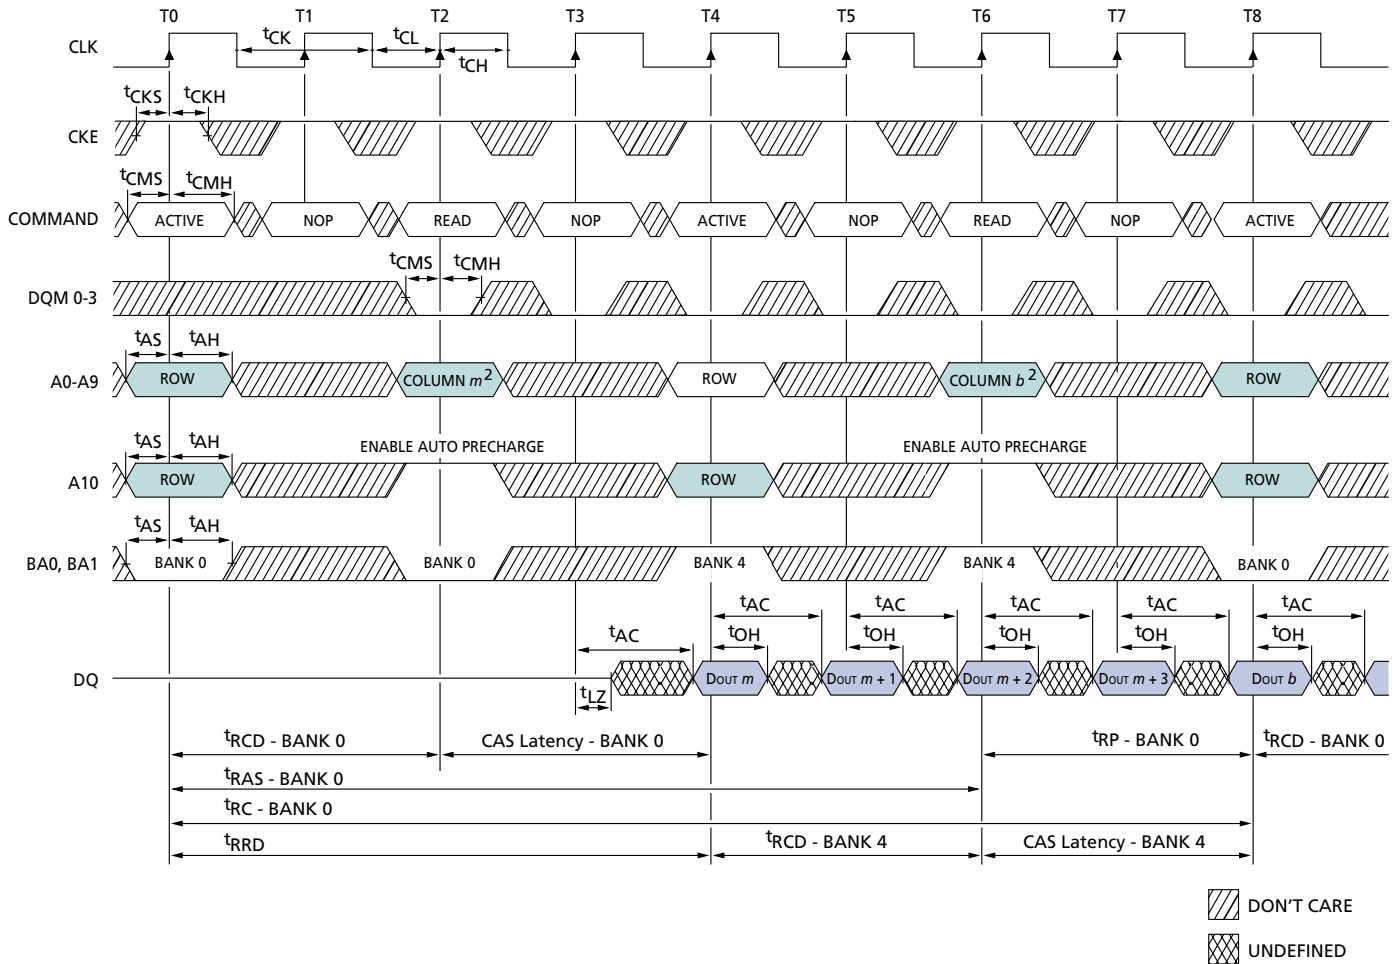 T0 T1 T2 T3 T4 T5 T6 T7 T8
CLK tCK tCL tCH
tCKS tCKH
CKE
tCMS tCMH
COMMAND ACTIVE NOP READ NOP ACTIVE NOP READ NOP ACTIVE
tCMS tCMH
DQM 0-3
tAS tAH
A0-A9 ROW COLUMN m 2 ROW COLUMN b 2 ROW
tAS tAH ENABLE AUTO PRECHARGE ENABLE AUTO PRECHARGE
A10 ROW ROW ROW
tAS tAH
BA0, BA1 BANK 0 BANK 0 BANK 4 BANK 4 BANK 0
tAC tAC tAC tAC tAC
tAC tOH tOH tOH tOH tOH
DQ DOUT m DOUT m + 1 DOUT m + 2 DOUT m + 3 DOUT b
tLZ
tRCD - BANK 0 CAS Latency - BANK 0 tRP - BANK 0 tRCD - BANK 0
tRAS - BANK 0
tRC - BANK 0
tRRD tRCD - BANK 4 CAS Latency - BANK 4
DON'T CARE
UNDEFINED